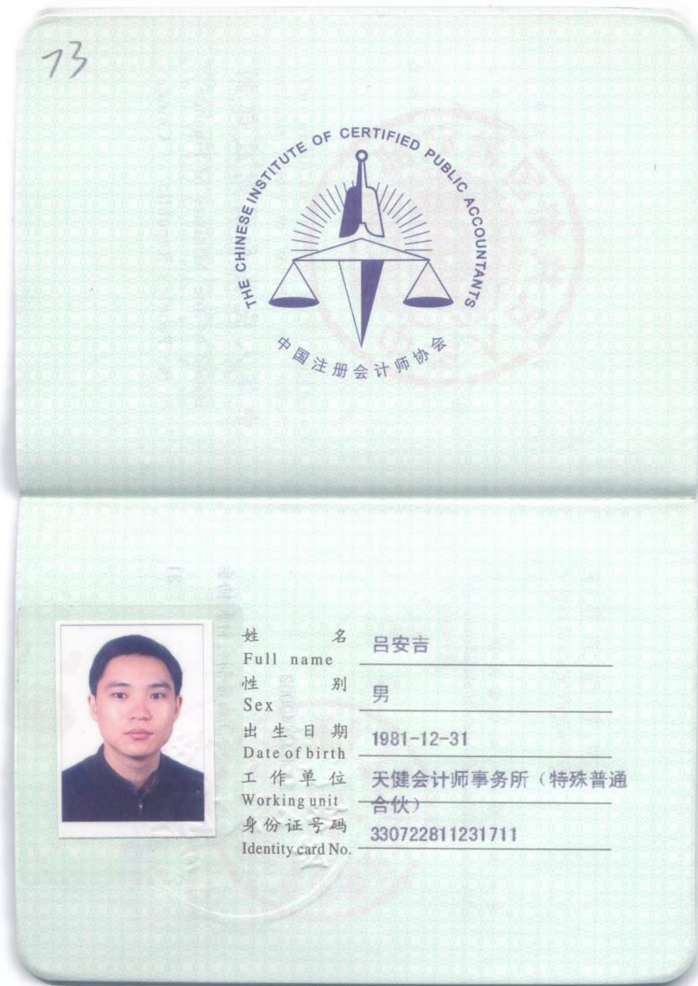 73
THE CHINESE INSTITUTE OF CERTIFIED PUBLIC ACCOUNTANTS
中国注册会计师协会
姓 名 吕安吉
Full name
性 别 男
Sex
出生日期 1981-12-31
Date of birth
工作单位 天健会计师事务所（特殊普通
Working unit 合伙）
身份证号码 330722811231711
Identity card No.